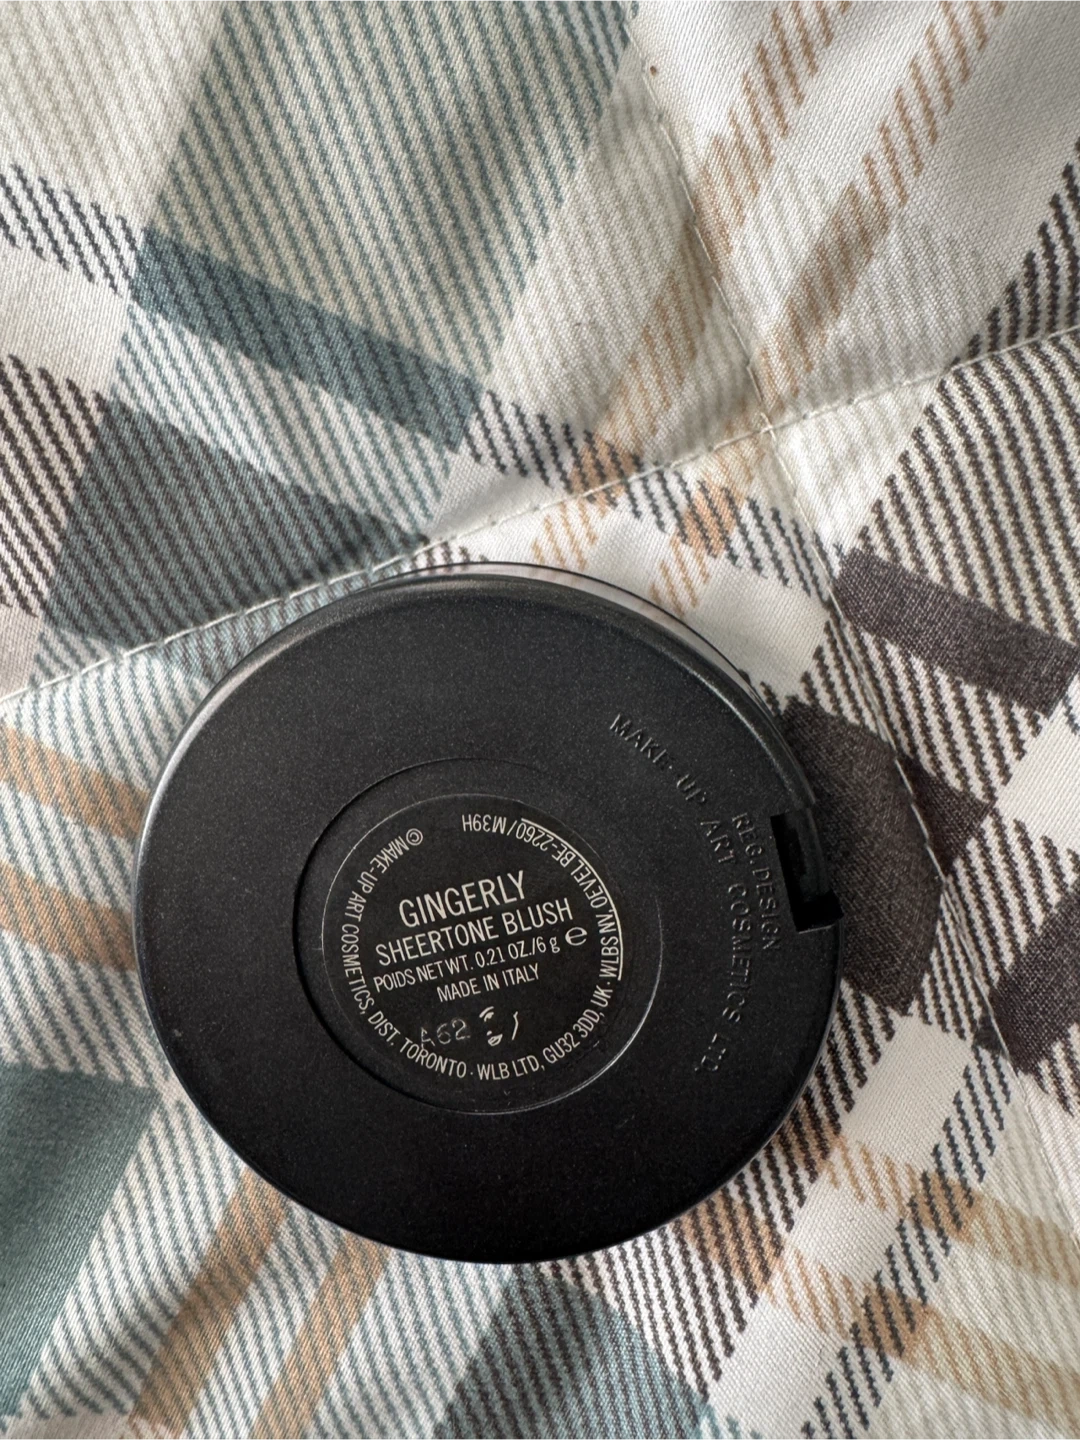 GINGERLY
SHEERTONE BLUSH
POIDS NET WT. 0.21 OZ./6 g e
MADE IN ITALY
A62
©MAKE-UP ART COSMETICS, DIST. TORONTO · WLB LTD, GU32 3DD, UK · WLBS NV, OEVEL BE-2260/M39H
MAKE-UP ART COSMETICS LTD.
REG. DESIGN